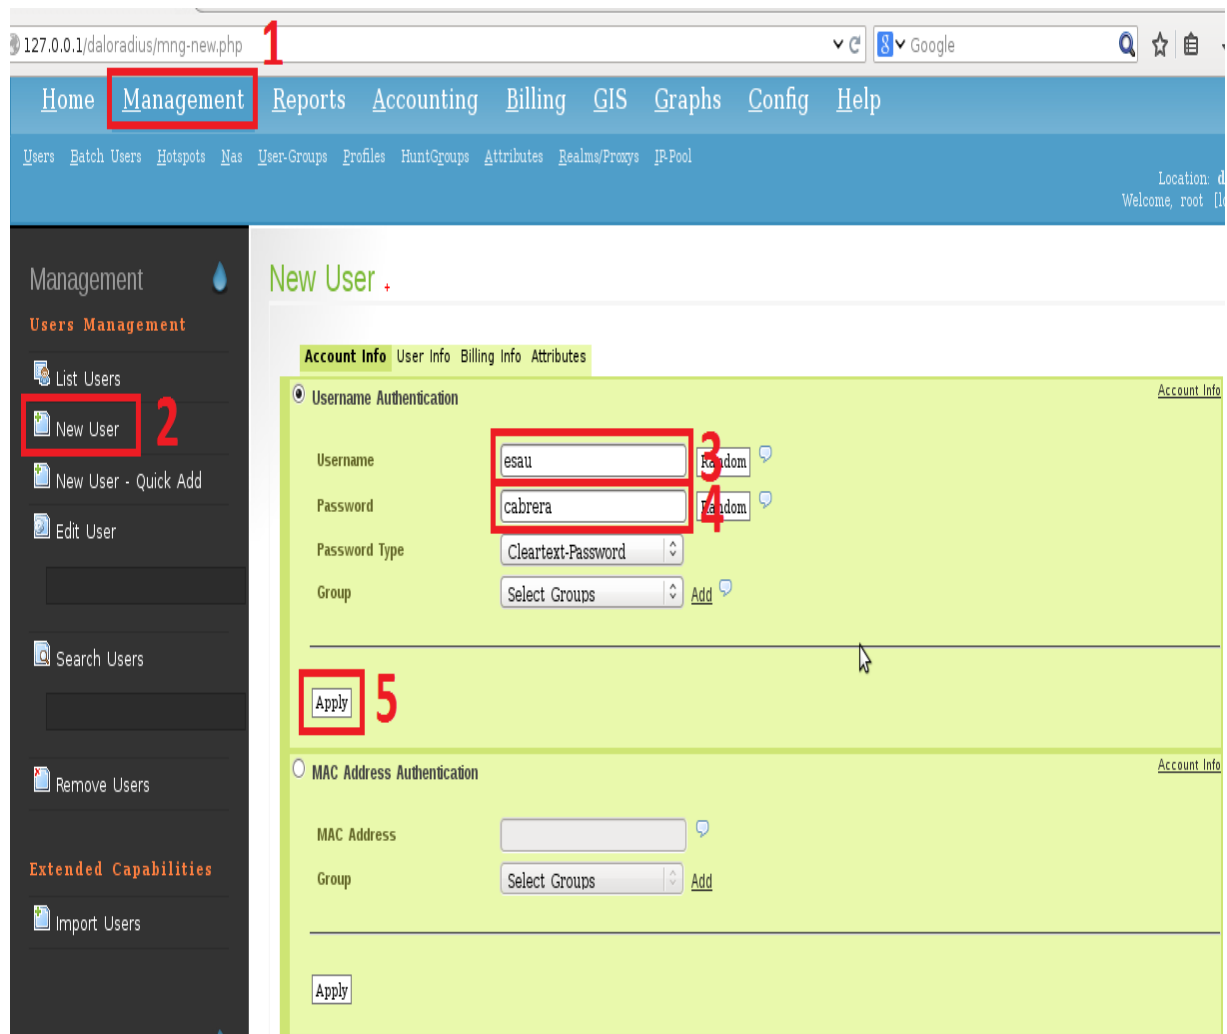 127.0.0.1/daloradius/mng-new.php 1 Google
Home Management Reports Accounting Billing GIS Graphs Config Help
Users Batch Users Hotspots Nas User-Groups Profiles HuntGroups Attributes Realms/Proxys IP-Pool
Location: d
Welcome, root [lo
Management
Users Management
List Users
New User 2
New User - Quick Add
Edit User
Search Users
Remove Users
Extended Capabilities
Import Users
New User +
Account Info User Info Billing Info Attributes
Username Authentication Account Info
Username esau Random 3
Password cabrera Random 4
Password Type Cleartext-Password
Group Select Groups Add
Apply 5
MAC Address Authentication Account Info
MAC Address
Group Select Groups Add
Apply